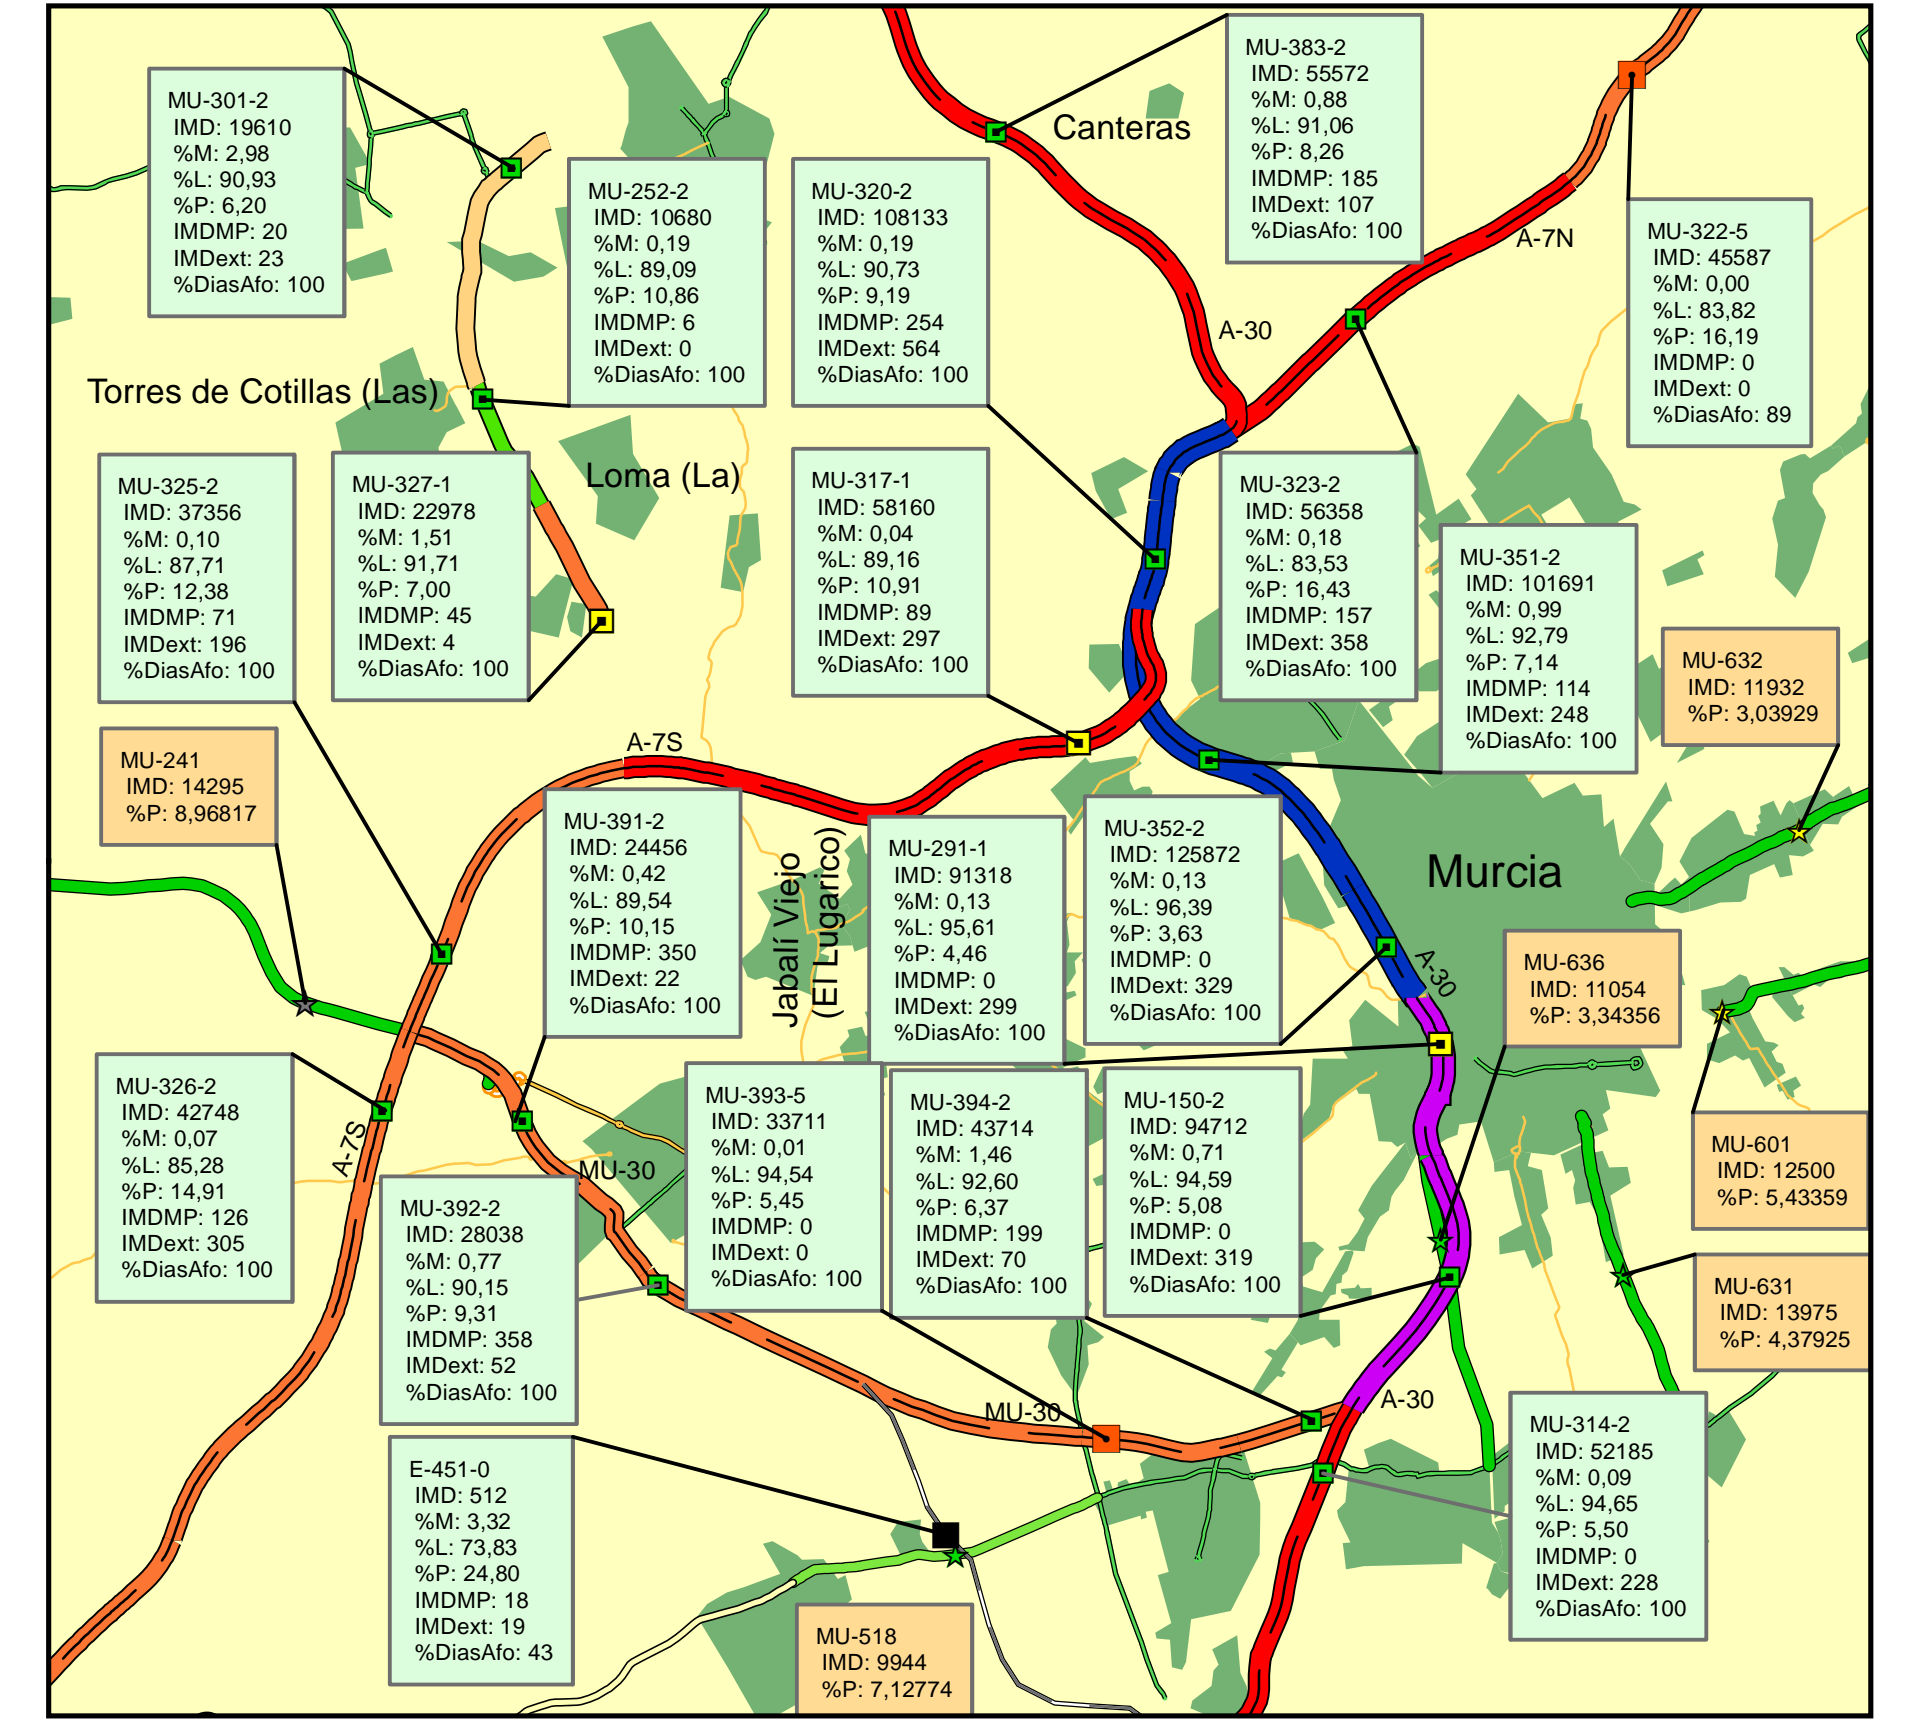 MU-301-2
IMD: 19610
%M: 2,98
%L: 90,93
%P: 6,20
IMDMP: 20
IMDext: 23
%DiasAfo: 100
MU-252-2
IMD: 10680
%M: 0,19
%L: 89,09
%P: 10,86
IMDMP: 6
IMDext: 0
%DiasAfo: 100
MU-320-2
IMD: 108133
%M: 0,19
%L: 90,73
%P: 9,19
IMDMP: 254
IMDext: 564
%DiasAfo: 100
Canteras
MU-383-2
IMD: 55572
%M: 0,88
%L: 91,06
%P: 8,26
IMDMP: 185
IMDext: 107
%DiasAfo: 100
A-7N
MU-322-5
IMD: 45587
%M: 0,00
%L: 83,82
%P: 16,19
IMDMP: 0
IMDext: 0
%DiasAfo: 89
A-30
Torres de Cotillas (Las)
Loma (La)
MU-325-2
IMD: 37356
%M: 0,10
%L: 87,71
%P: 12,38
IMDMP: 71
IMDext: 196
%DiasAfo: 100
MU-327-1
IMD: 22978
%M: 1,51
%L: 91,71
%P: 7,00
IMDMP: 45
IMDext: 4
%DiasAfo: 100
MU-317-1
IMD: 58160
%M: 0,04
%L: 89,16
%P: 10,91
IMDMP: 89
IMDext: 297
%DiasAfo: 100
MU-323-2
IMD: 56358
%M: 0,18
%L: 83,53
%P: 16,43
IMDMP: 157
IMDext: 358
%DiasAfo: 100
MU-351-2
IMD: 101691
%M: 0,99
%L: 92,79
%P: 7,14
IMDMP: 114
IMDext: 248
%DiasAfo: 100
MU-632
IMD: 11932
%P: 3,03929
MU-241
IMD: 14295
%P: 8,96817
A-7S
MU-391-2
IMD: 24456
%M: 0,42
%L: 89,54
%P: 10,15
IMDMP: 350
IMDext: 22
%DiasAfo: 100
Jabalí Viejo
(El Lugarico)
MU-291-1
IMD: 91318
%M: 0,13
%L: 95,61
%P: 4,46
IMDMP: 0
IMDext: 299
%DiasAfo: 100
MU-352-2
IMD: 125872
%M: 0,13
%L: 96,39
%P: 3,63
IMDMP: 0
IMDext: 329
%DiasAfo: 100
Murcia
A-30
MU-636
IMD: 11054
%P: 3,34356
MU-326-2
IMD: 42748
%M: 0,07
%L: 85,28
%P: 14,91
IMDMP: 126
IMDext: 305
%DiasAfo: 100
A-7S
MU-30
MU-392-2
IMD: 28038
%M: 0,77
%L: 90,15
%P: 9,31
IMDMP: 358
IMDext: 52
%DiasAfo: 100
MU-393-5
IMD: 33711
%M: 0,01
%L: 94,54
%P: 5,45
IMDMP: 0
IMDext: 0
%DiasAfo: 100
MU-394-2
IMD: 43714
%M: 1,46
%L: 92,60
%P: 6,37
IMDMP: 199
IMDext: 70
%DiasAfo: 100
MU-150-2
IMD: 94712
%M: 0,71
%L: 94,59
%P: 5,08
IMDMP: 0
IMDext: 319
%DiasAfo: 100
MU-601
IMD: 12500
%P: 5,43359
MU-631
IMD: 13975
%P: 4,37925
MU-30
A-30
MU-314-2
IMD: 52185
%M: 0,09
%L: 94,65
%P: 5,50
IMDMP: 0
IMDext: 228
%DiasAfo: 100
E-451-0
IMD: 512
%M: 3,32
%L: 73,83
%P: 24,80
IMDMP: 18
IMDext: 19
%DiasAfo: 43
MU-518
IMD: 9944
%P: 7,12774